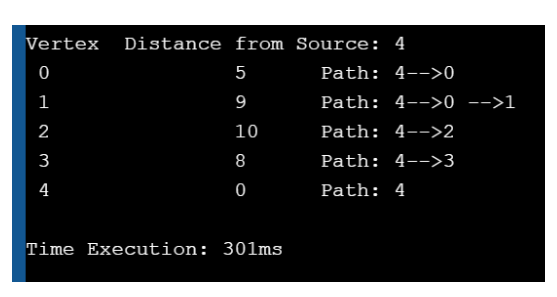 Vertex  Distance from Source: 4
0 5 Path: 4-->0
1 9 Path: 4-->0 -->1
2 10 Path: 4-->2
3 8 Path: 4-->3
4 0 Path: 4
Time Execution: 301ms